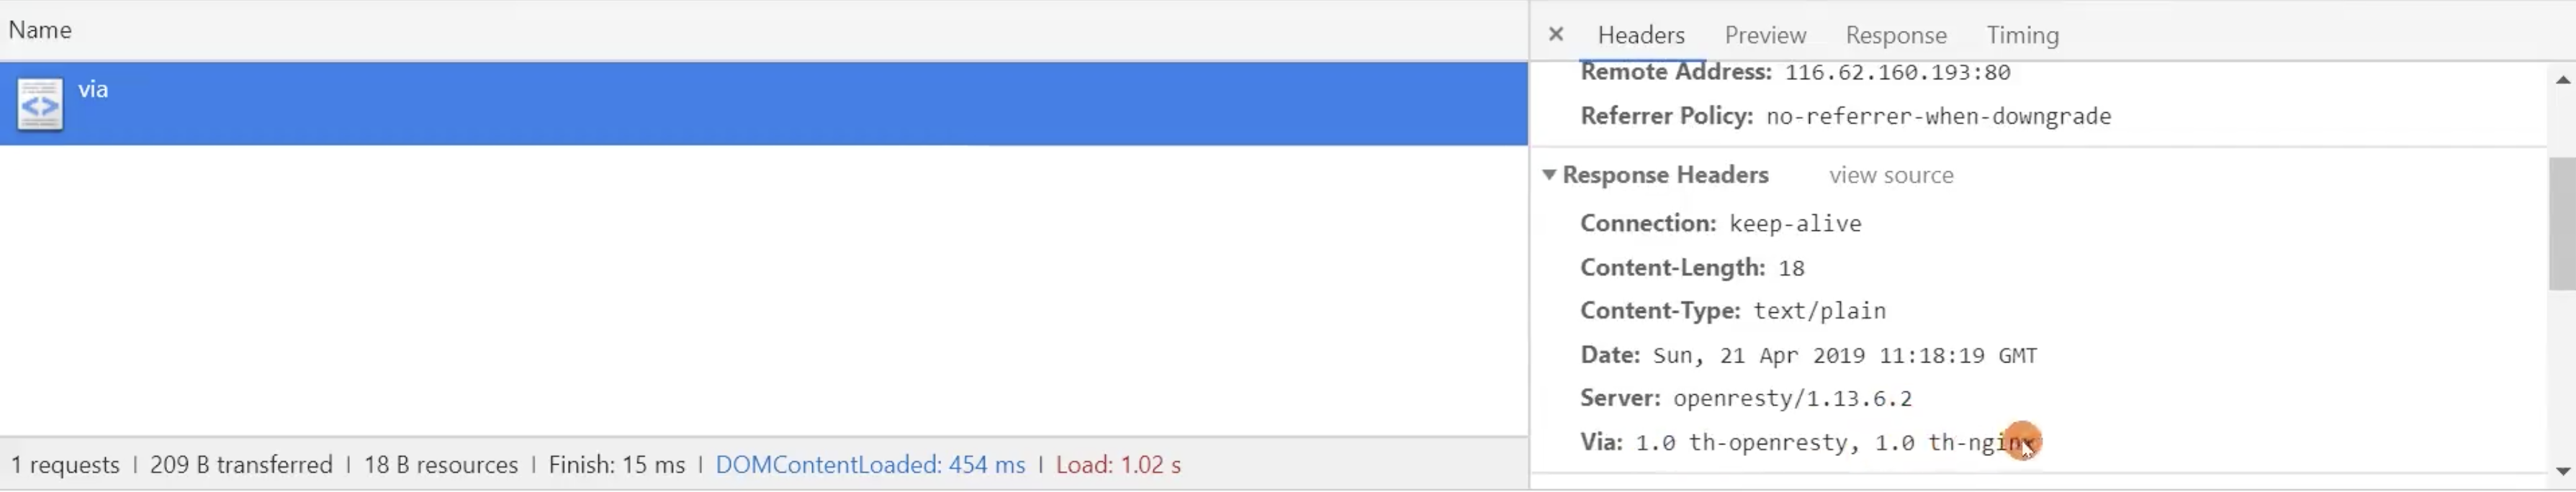 Name
via
1 requests | 209 B transferred | 18 B resources | Finish: 15 ms | DOMContentLoaded: 454 ms | Load: 1.02 s
× Headers Preview Response Timing
Remote Address: 116.62.160.193:80
Referrer Policy: no-referrer-when-downgrade
Response Headers view source
Connection: keep-alive
Content-Length: 18
Content-Type: text/plain
Date: Sun, 21 Apr 2019 11:18:19 GMT
Server: openresty/1.13.6.2
Via: 1.0 th-openresty, 1.0 th-nginx